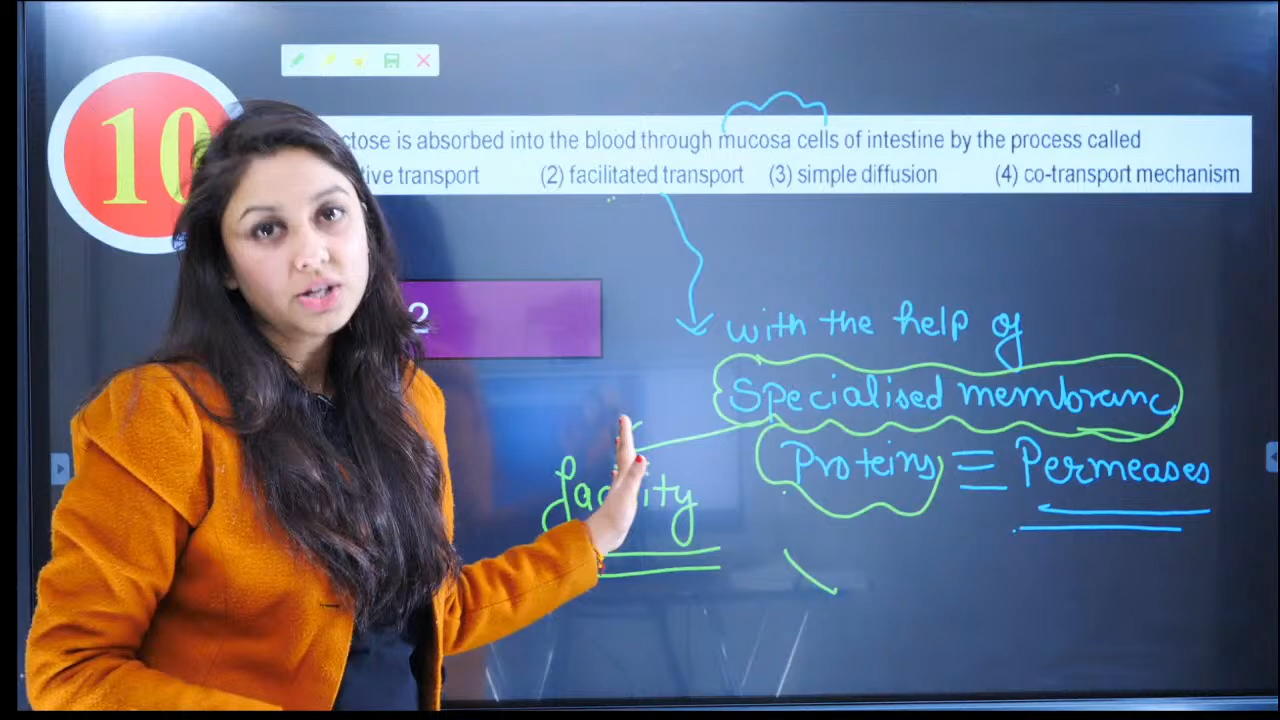 10
ctose is absorbed into the blood through mucosa cells of intestine by the process called
tive transport (2) facilitated transport (3) simple diffusion (4) co-transport mechanism
2
with the help of
Specialised membrane
Proteins = Permeases